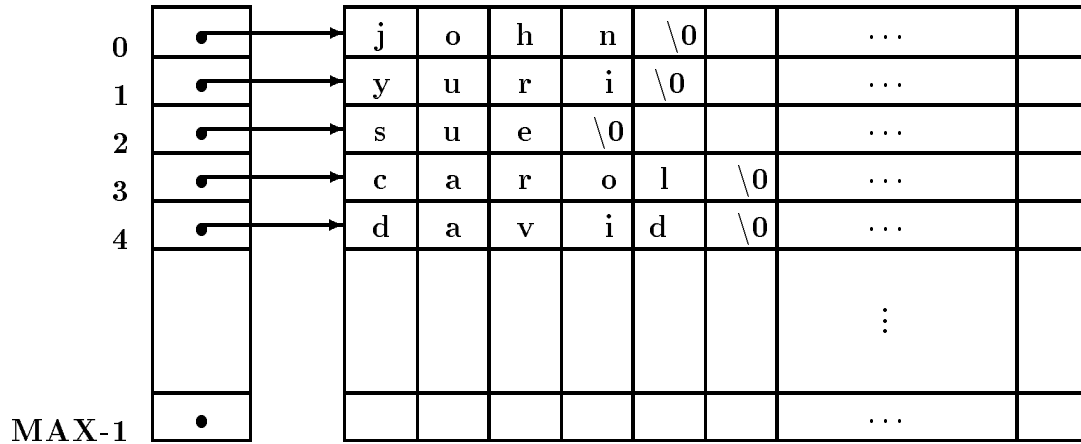 0 j o h n \0 ...
1 y u r i \0 ...
2 s u e \0 ...
3 c a r o l \0 ...
4 d a v i d \0 ...
⋮
MAX-1 ...